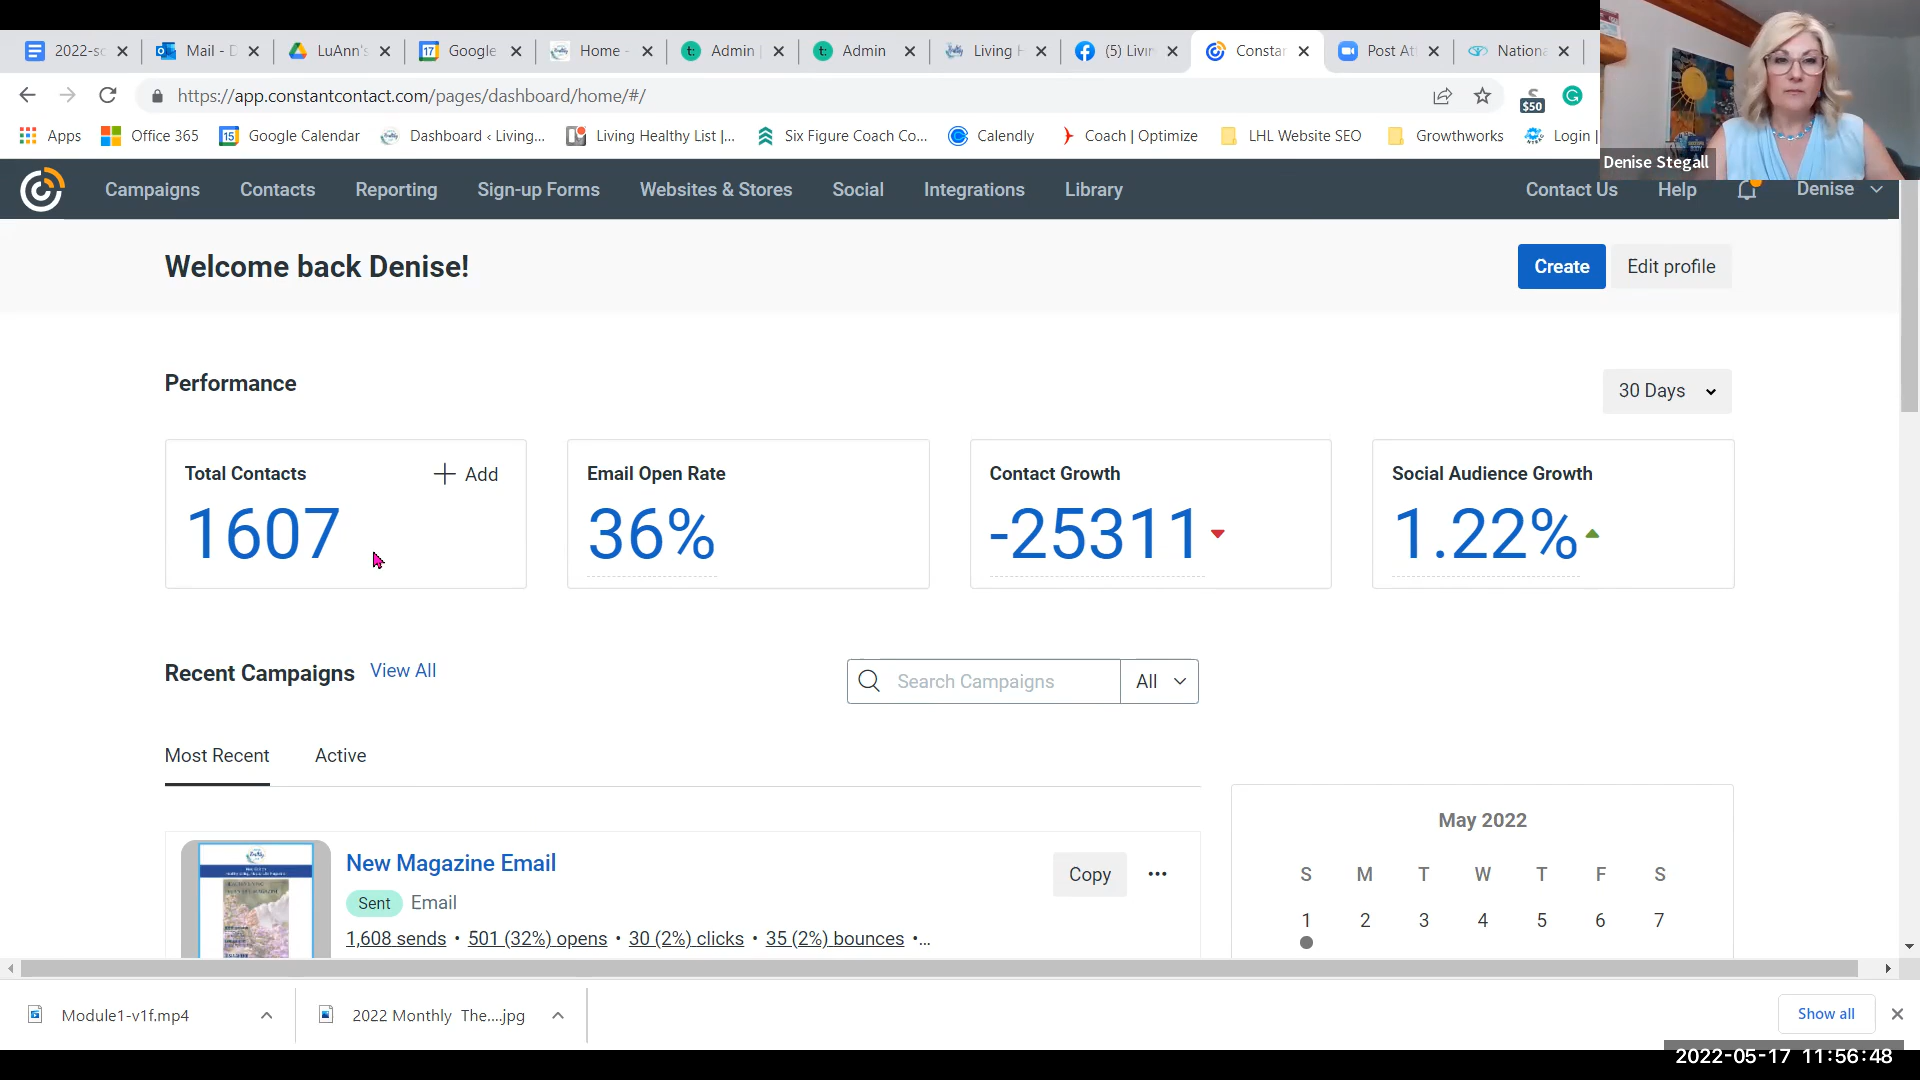 2022-sc
Mail - D
LuAnn's
17
Google
Home -
Admin |
Admin
Living H
(5) Livin
Constan
Post Att
Nationa
https://app.constantcontact.com/pages/dashboard/home/#/
$50
Apps
Office 365
15
Google Calendar
Dashboard ‹ Living...
Living Healthy List |...
Six Figure Coach Co...
Calendly
Coach | Optimize
LHL Website SEO
Growthworks
Login |
Denise Stegall
Campaigns
Contacts
Reporting
Sign-up Forms
Websites & Stores
Social
Integrations
Library
Contact Us
Help
Denise
Welcome back Denise!
Create
Edit profile
Performance
30 Days
Total Contacts
Add
1607
Email Open Rate
36%
Contact Growth
-25311
Social Audience Growth
1.22%
Recent Campaigns
View All
Search Campaigns
All
Most Recent
Active
New Magazine Email
Sent
Email
Copy
1,608 sends • 501 (32%) opens • 30 (2%) clicks • 35 (2%) bounces •...
May 2022
S M T W T F S
1 2 3 4 5 6 7
Module1-v1f.mp4
2022 Monthly The....jpg
Show all
2022-05-17 11:56:48